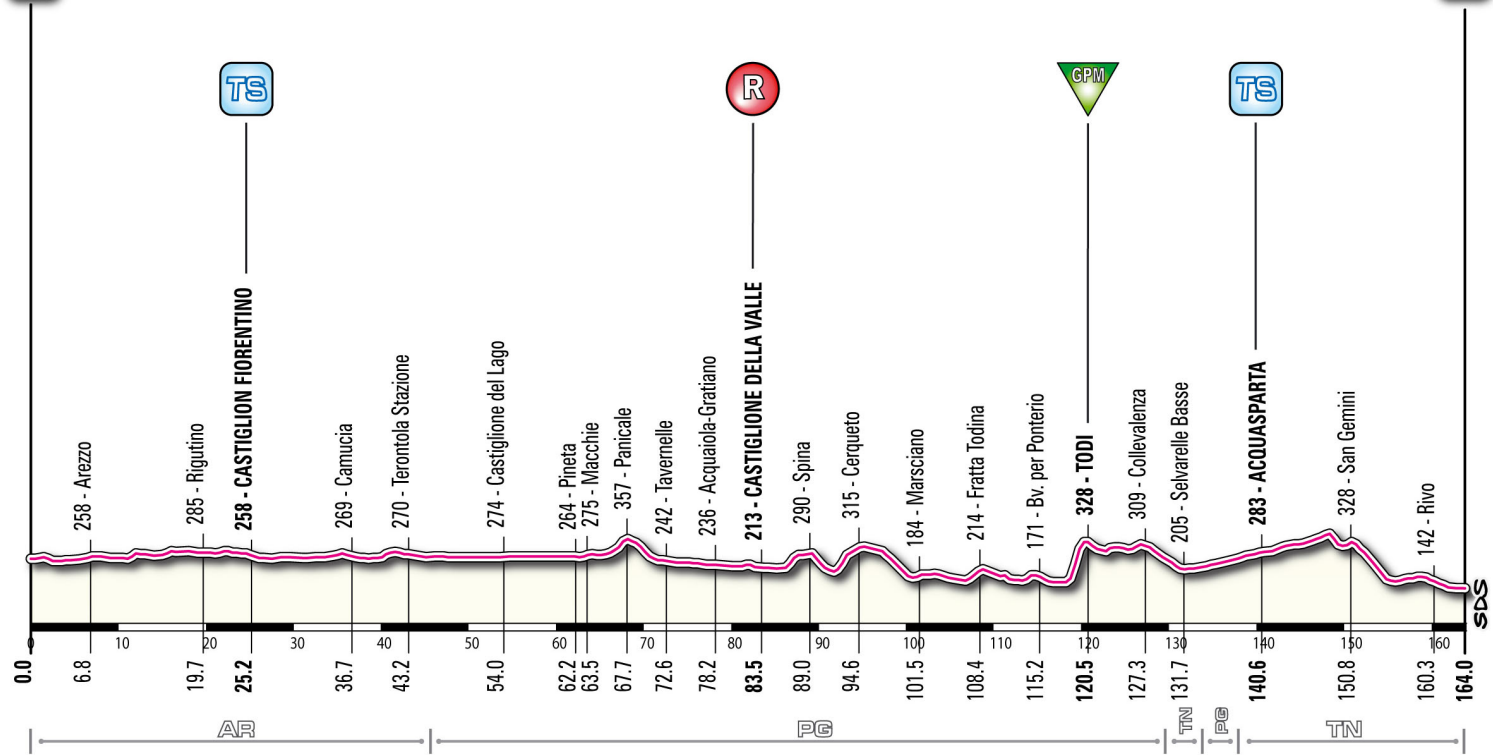 TS
R
GPM
TS
258 - Arezzo
285 - Rigutino
258 - CASTIGLION FIORENTINO
269 - Camucia
270 - Terontola Stazione
274 - Castiglione del Lago
264 - Pineta
275 - Macchie
357 - Panicale
242 - Tavernelle
236 - Acquaiola-Gratiano
213 - CASTIGLIONE DELLA VALLE
290 - Spina
315 - Cerqueto
184 - Marsciano
214 - Fratta Todina
171 - Bv. per Ponterio
328 - TODI
309 - Collevalenza
205 - Selvarelle Basse
283 - ACQUASPARTA
328 - San Gemini
142 - Rivo
SDS
0 10 20 30 40 50 60 70 80 90 100 110 120 130 140 150 160
0.0 6.8 19.7 25.2 36.7 43.2 54.0 62.2 63.5 67.7 72.6 78.2 83.5 89.0 94.6 101.5 108.4 115.2 120.5 127.3 131.7 140.6 150.8 160.3 164.0
AR PG TN PG TN